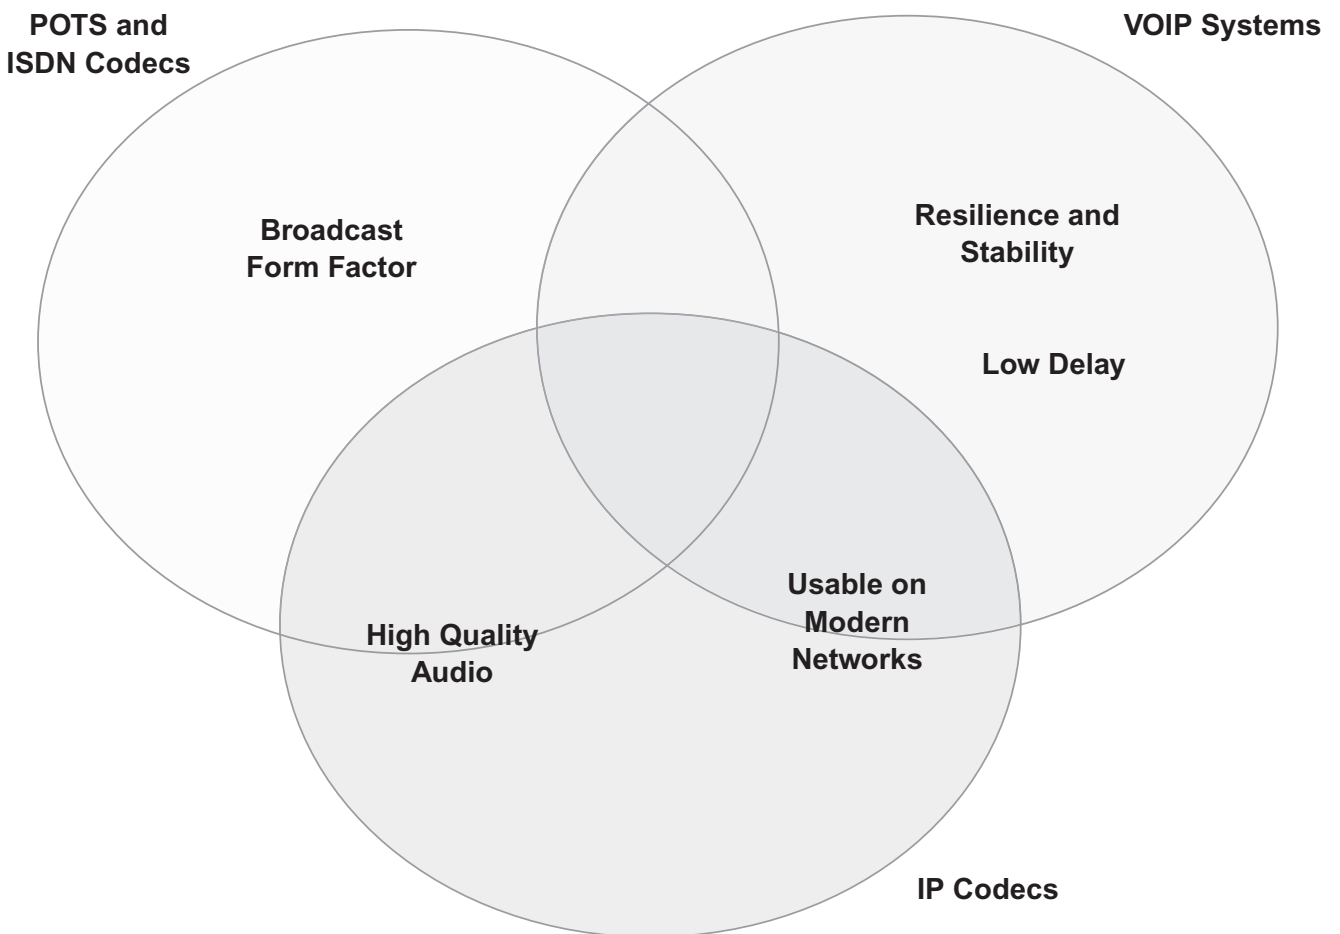 POTS and
ISDN Codecs
VOIP Systems
Broadcast
Form Factor
Resilience and
Stability
Low Delay
Usable on
Modern
Networks
High Quality
Audio
IP Codecs